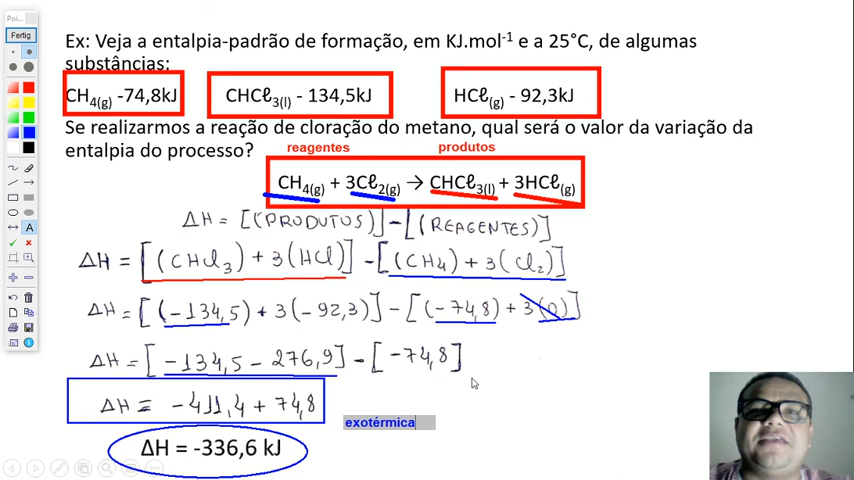 Poi...
Fertig
Ex: Veja a entalpia-padrão de formação, em KJ.mol⁻¹ e a 25°C, de algumas
substâncias:
CH₄(g) -74,8kJ
CHCℓ₃(l) - 134,5kJ
HCℓ(g) - 92,3kJ
Se realizarmos a reação de cloração do metano, qual será o valor da variação da
entalpia do processo?
reagentes
produtos
CH₄(g) + 3Cℓ₂(g) → CHCℓ₃(l) + 3HCℓ(g)
ΔH = [(PRODUTOS)] - [(REAGENTES)]
ΔH = [(CHCl₃) + 3(HCl)] - [(CH₄) + 3(Cl₂)]
ΔH = [(-134,5) + 3(-92,3)] - [(-74,8) + 3(0)]
ΔH = [-134,5 - 276,9] - [-74,8]
ΔH = -411,4 + 74,8
exotérmica
ΔH = -336,6 kJ